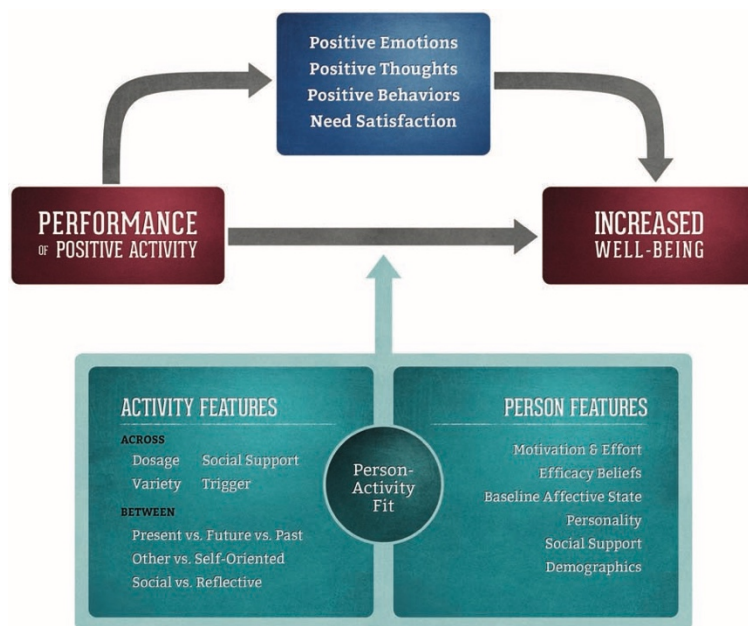 Positive Emotions
Positive Thoughts
Positive Behaviors
Need Satisfaction
PERFORMANCE
OF POSITIVE ACTIVITY
INCREASED
WELL-BEING
ACTIVITY FEATURES
ACROSS
Dosage Social Support
Variety Trigger
BETWEEN
Present vs. Future vs. Past
Other vs. Self-Oriented
Social vs. Reflective
Person-
Activity
Fit
PERSON FEATURES
Motivation & Effort
Efficacy Beliefs
Baseline Affective State
Personality
Social Support
Demographics